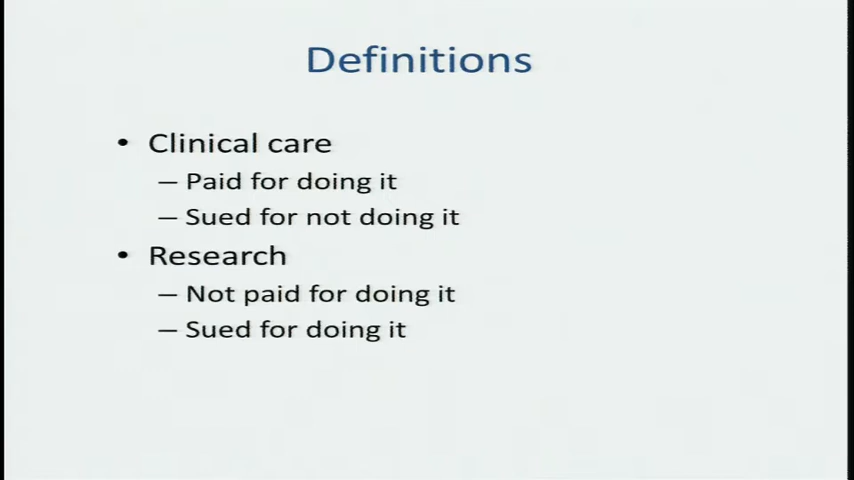 Definitions
• Clinical care
– Paid for doing it
– Sued for not doing it
• Research
– Not paid for doing it
– Sued for doing it